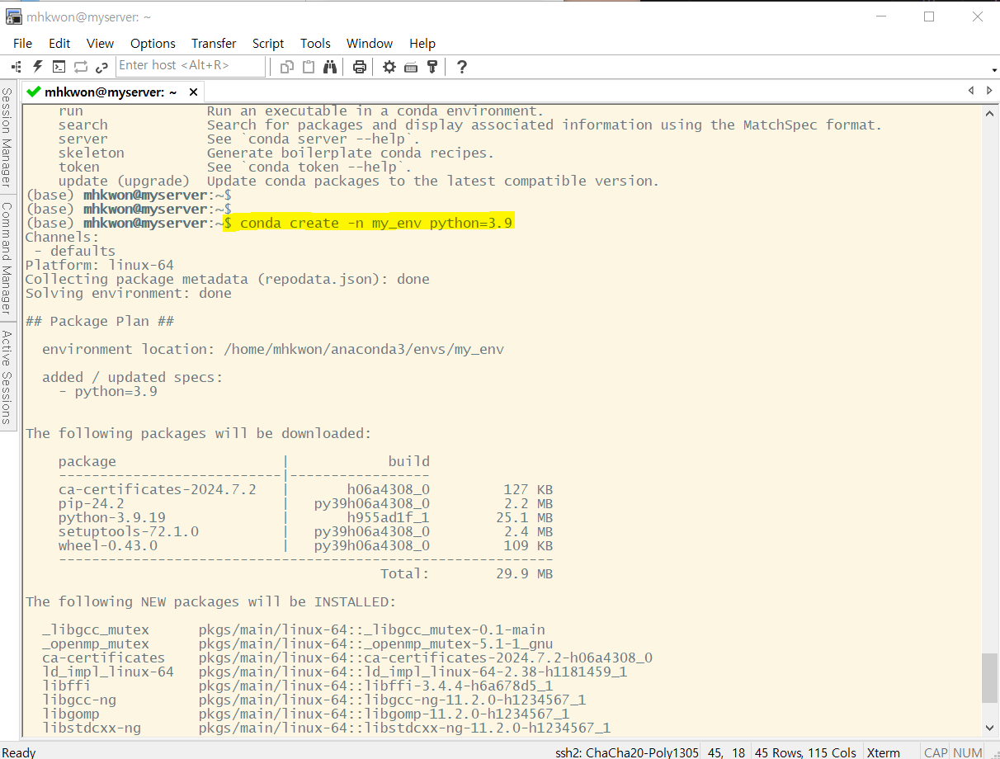 mhkwon@myserver: ~
File Edit View Options Transfer Script Tools Window Help
Enter host <Alt+R>
mhkwon@myserver: ~
Session Manager
Command Manager
Active Sessions
    run               Run an executable in a conda environment.
    search            Search for packages and display associated information using the MatchSpec format.
    server            See `conda server --help`.
    skeleton          Generate boilerplate conda recipes.
    token             See `conda token --help`.
    update (upgrade)  Update conda packages to the latest compatible version.
(base) mhkwon@myserver:~$
(base) mhkwon@myserver:~$
(base) mhkwon@myserver:~$ conda create -n my_env python=3.9
Channels:
 - defaults
Platform: linux-64
Collecting package metadata (repodata.json): done
Solving environment: done
## Package Plan ##
  environment location: /home/mhkwon/anaconda3/envs/my_env
  added / updated specs:
    - python=3.9
The following packages will be downloaded:
    package                    |            build
    ---------------------------|-----------------
    ca-certificates-2024.7.2   |       h06a4308_0         127 KB
    pip-24.2                   |   py39h06a4308_0         2.2 MB
    python-3.9.19              |       h955ad1f_1        25.1 MB
    setuptools-72.1.0          |   py39h06a4308_0         2.4 MB
    wheel-0.43.0               |   py39h06a4308_0         109 KB
    ------------------------------------------------------------
                                           Total:        29.9 MB
The following NEW packages will be INSTALLED:
  _libgcc_mutex      pkgs/main/linux-64::_libgcc_mutex-0.1-main
  _openmp_mutex      pkgs/main/linux-64::_openmp_mutex-5.1-1_gnu
  ca-certificates    pkgs/main/linux-64::ca-certificates-2024.7.2-h06a4308_0
  ld_impl_linux-64   pkgs/main/linux-64::ld_impl_linux-64-2.38-h1181459_1
  libffi             pkgs/main/linux-64::libffi-3.4.4-h6a678d5_1
  libgcc-ng          pkgs/main/linux-64::libgcc-ng-11.2.0-h1234567_1
  libgomp            pkgs/main/linux-64::libgomp-11.2.0-h1234567_1
  libstdcxx-ng       pkgs/main/linux-64::libstdcxx-ng-11.2.0-h1234567_1
Ready ssh2: ChaCha20-Poly1305 45, 18 45 Rows, 115 Cols Xterm CAP NUM